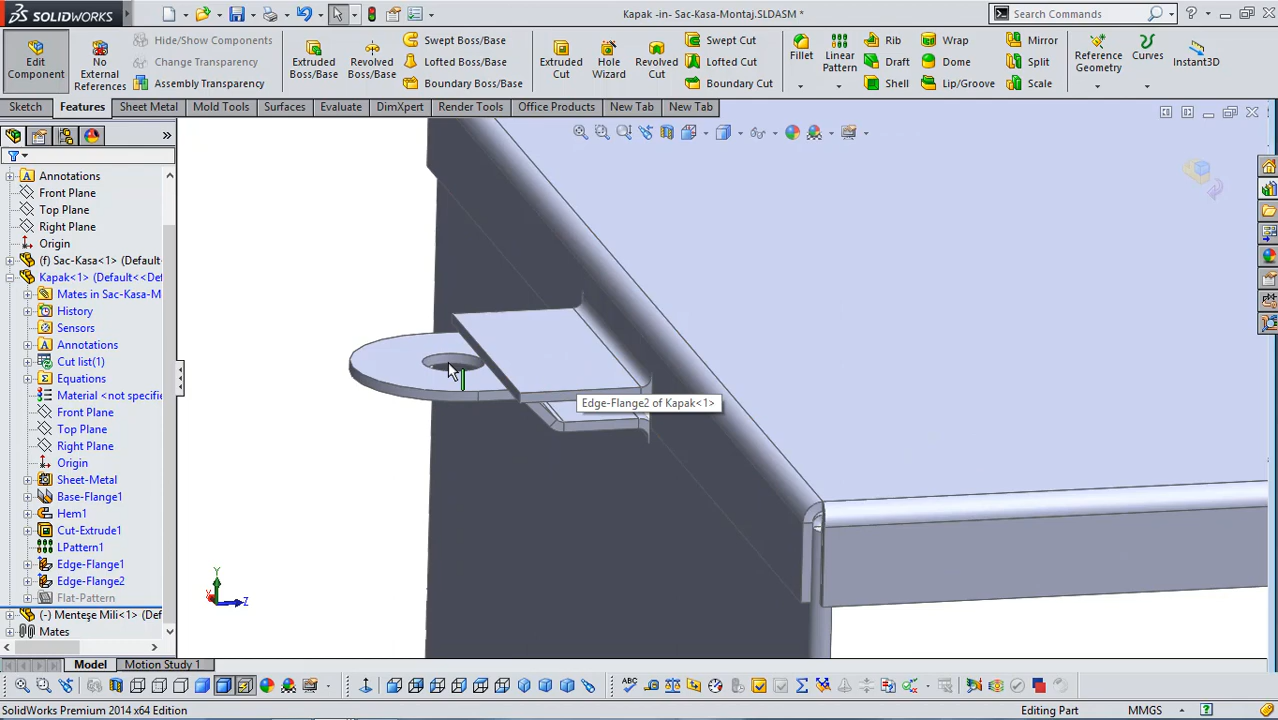 SOLIDWORKS
Kapak -in- Sac-Kasa-Montaj.SLDASM *
Search Commands
Edit Component
No External References
Hide/Show Components
Change Transparency
Assembly Transparency
Extruded Boss/Base
Revolved Boss/Base
Swept Boss/Base
Lofted Boss/Base
Boundary Boss/Base
Extruded Cut
Hole Wizard
Revolved Cut
Swept Cut
Lofted Cut
Boundary Cut
Fillet
Linear Pattern
Rib
Draft
Shell
Wrap
Dome
Lip/Groove
Mirror
Split
Scale
Reference Geometry
Curves
Instant3D
Sketch
Features
Sheet Metal
Mold Tools
Surfaces
Evaluate
DimXpert
Render Tools
Office Products
New Tab
New Tab
Annotations
Front Plane
Top Plane
Right Plane
Origin
(f) Sac-Kasa<1> (Defaul
Kapak<1> (Default<<Def
Mates in Sac-Kasa-M
History
Sensors
Annotations
Cut list(1)
Equations
Material <not specifie
Front Plane
Top Plane
Right Plane
Origin
Sheet-Metal
Base-Flange1
Hem1
Cut-Extrude1
LPattern1
Edge-Flange1
Edge-Flange2
Flat-Pattern
(-) Menteşe Mili<1> (Def
Mates
Edge-Flange2 of Kapak<1>
Y
Z
Model
Motion Study 1
SolidWorks Premium 2014 x64 Edition
Editing Part
MMGS